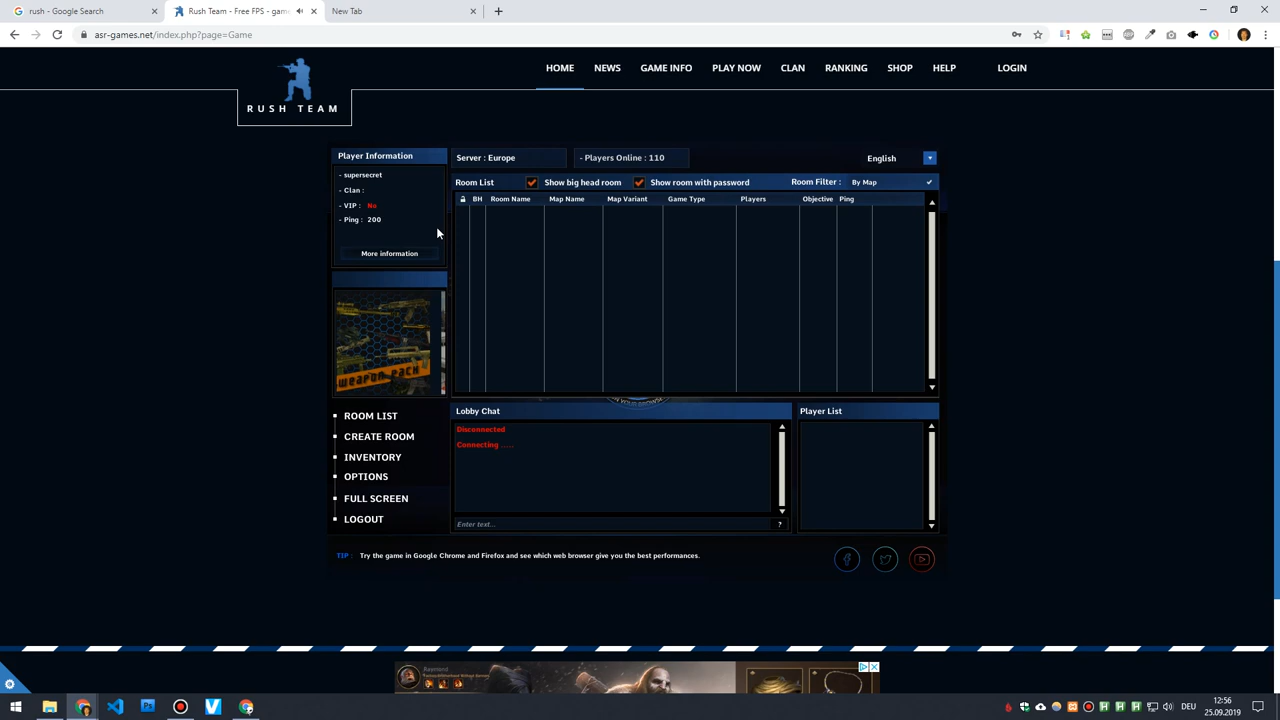 rush - Google Search
Rush Team - Free FPS - game
New Tab
asr-games.net/index.php?page=Game
RUSH TEAM
HOME NEWS GAME INFO PLAY NOW CLAN RANKING SHOP HELP LOGIN
Player Information
- supersecret
- Clan :
- VIP : No
- Ping : 200
More information
Server : Europe
- Players Online : 110
English
Room List Show big head room Show room with password Room Filter : By Map
BH Room Name Map Name Map Variant Game Type Players Objective Ping
WEAPON PACK
ROOM LIST
CREATE ROOM
INVENTORY
OPTIONS
FULL SCREEN
LOGOUT
Lobby Chat
Disconnected
Connecting .....
Enter text...
?
Player List
TIP : Try the game in Google Chrome and Firefox and see which web browser give you the best performances.
DEU
12:56
25.09.2019